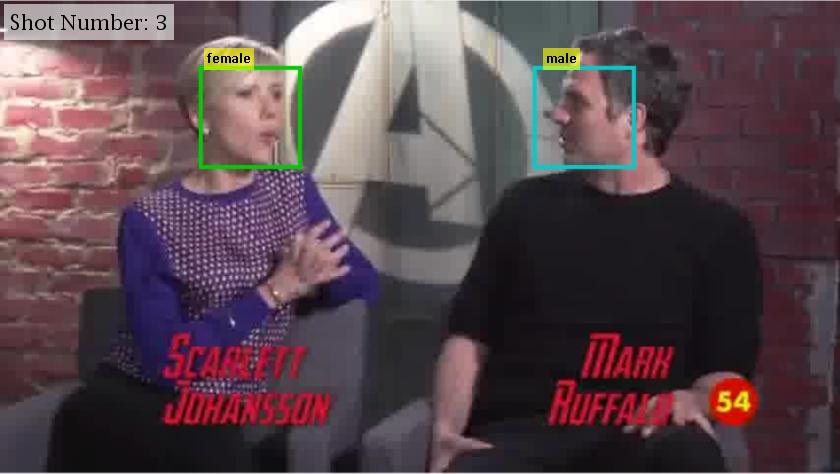 Shot Number: 3
female
male
SCARLETT
JOHANSSON
MARK
RUFFALO
54